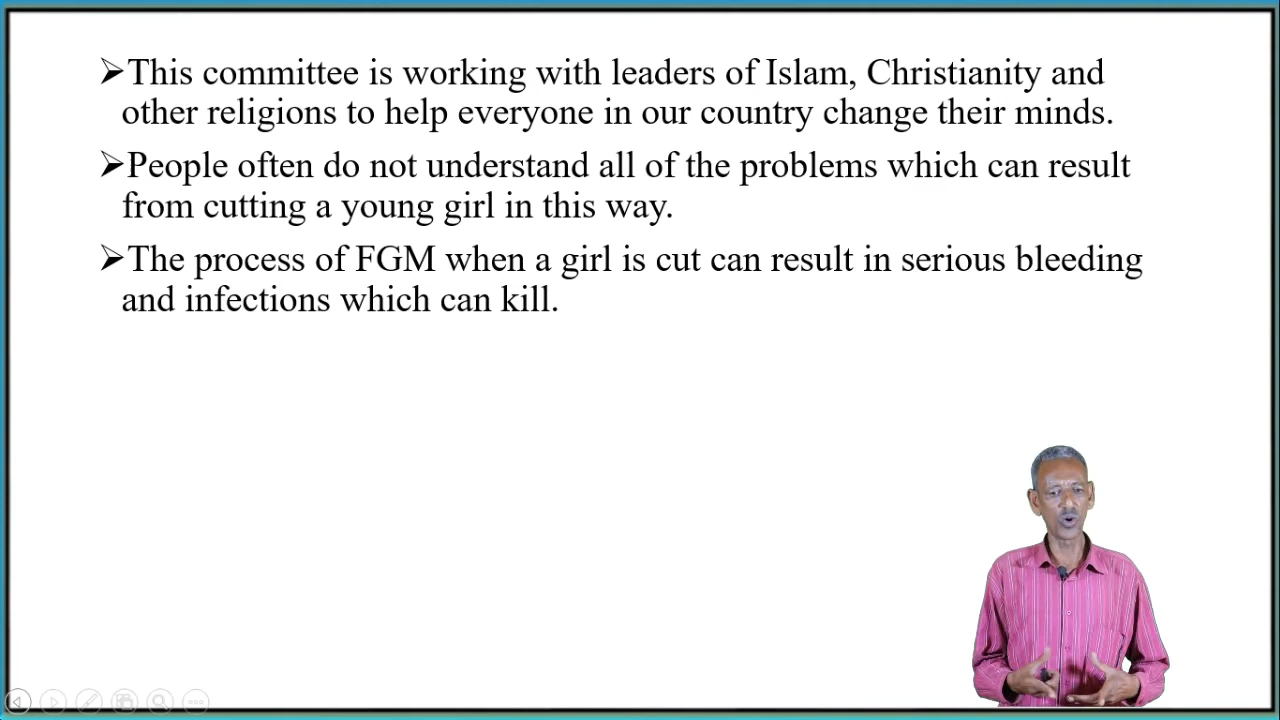 ➢This committee is working with leaders of Islam, Christianity and
other religions to help everyone in our country change their minds.
➢People often do not understand all of the problems which can result
from cutting a young girl in this way.
➢The process of FGM when a girl is cut can result in serious bleeding
and infections which can kill.